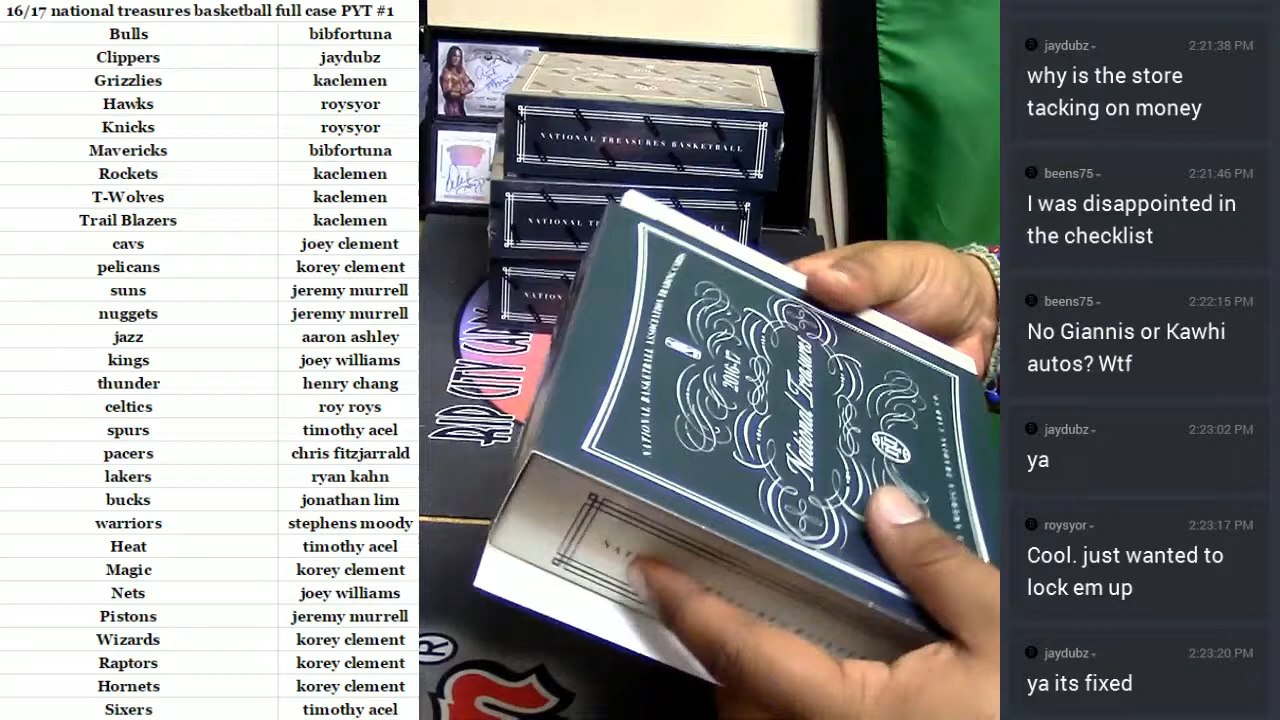 16/17 national treasures basketball full case PYT #1
Bulls bibfortuna
Clippers jaydubz
Grizzlies kaclemen
Hawks roysyor
Knicks roysyor
Mavericks bibfortuna
Rockets kaclemen
T-Wolves kaclemen
Trail Blazers kaclemen
cavs joey clement
pelicans korey clement
suns jeremy murrell
nuggets jeremy murrell
jazz aaron ashley
kings joey williams
thunder henry chang
celtics roy roys
spurs timothy acel
pacers chris fitzjarrald
lakers ryan kahn
bucks jonathan lim
warriors stephens moody
Heat timothy acel
Magic korey clement
Nets joey williams
Pistons jeremy murrell
Wizards korey clement
Raptors korey clement
Hornets korey clement
Sixers timothy acel
NATIONAL TREASURES BASKETBALL
NATIONAL
RIP CITY
NATIONAL BASKETBALL ASSOCIATION TRADING CARDS
2016-17
National Treasures
jaydubz 2:21:38 PM
why is the store
tacking on money
beens75 2:21:46 PM
I was disappointed in
the checklist
beens75 2:22:15 PM
No Giannis or Kawhi
autos? Wtf
jaydubz 2:23:02 PM
ya
roysyor 2:23:17 PM
Cool. just wanted to
lock em up
jaydubz 2:23:20 PM
ya its fixed